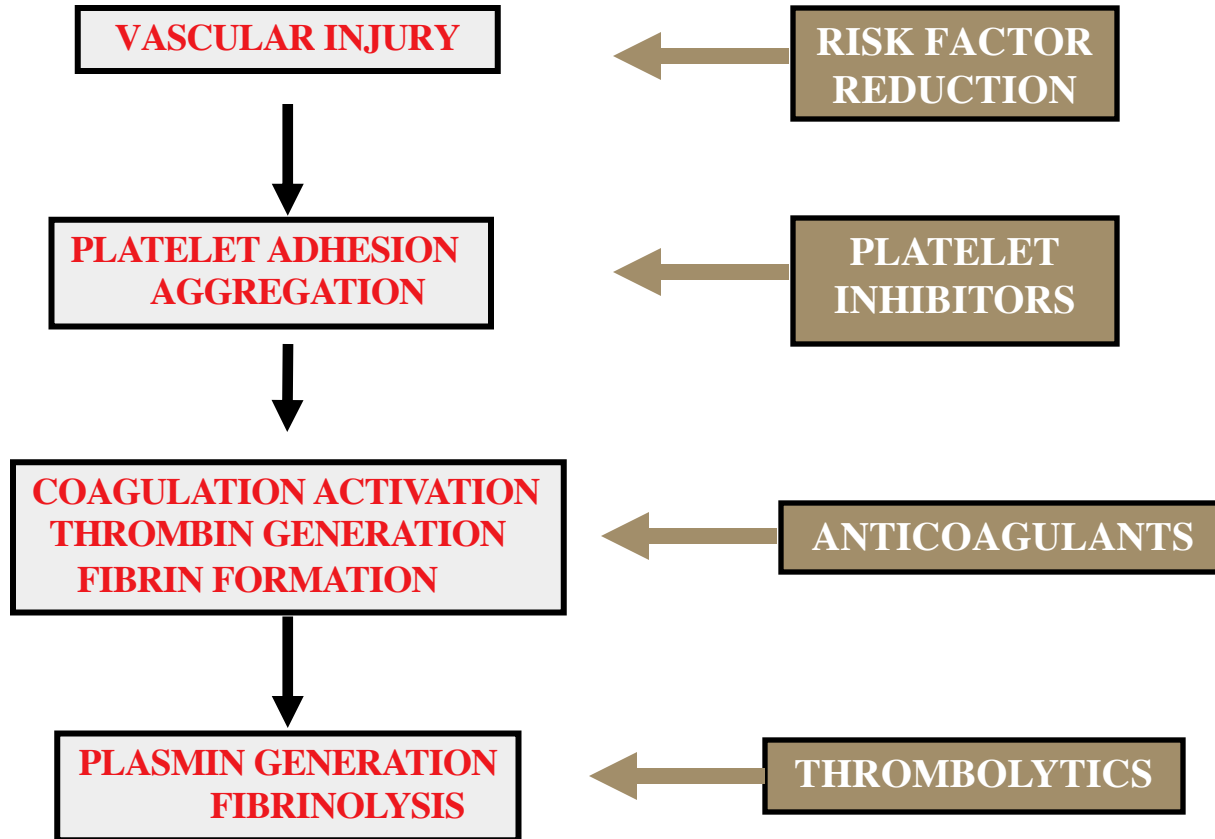 VASCULAR INJURY
RISK FACTOR
REDUCTION
PLATELET ADHESION
AGGREGATION
PLATELET
INHIBITORS
COAGULATION ACTIVATION
THROMBIN GENERATION
FIBRIN FORMATION
ANTICOAGULANTS
PLASMIN GENERATION
FIBRINOLYSIS
THROMBOLYTICS